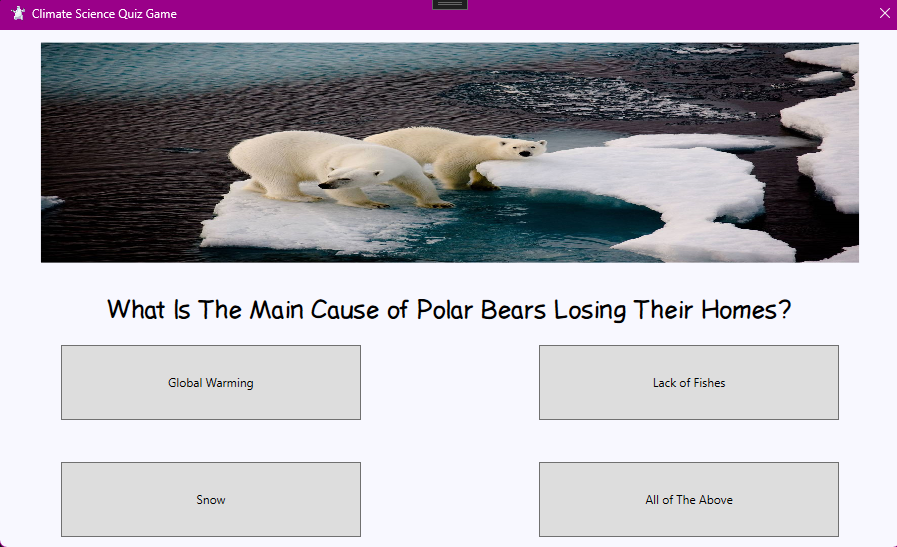 Climate Science Quiz Game
What Is The Main Cause of Polar Bears Losing Their Homes?
Global Warming
Lack of Fishes
Snow
All of The Above